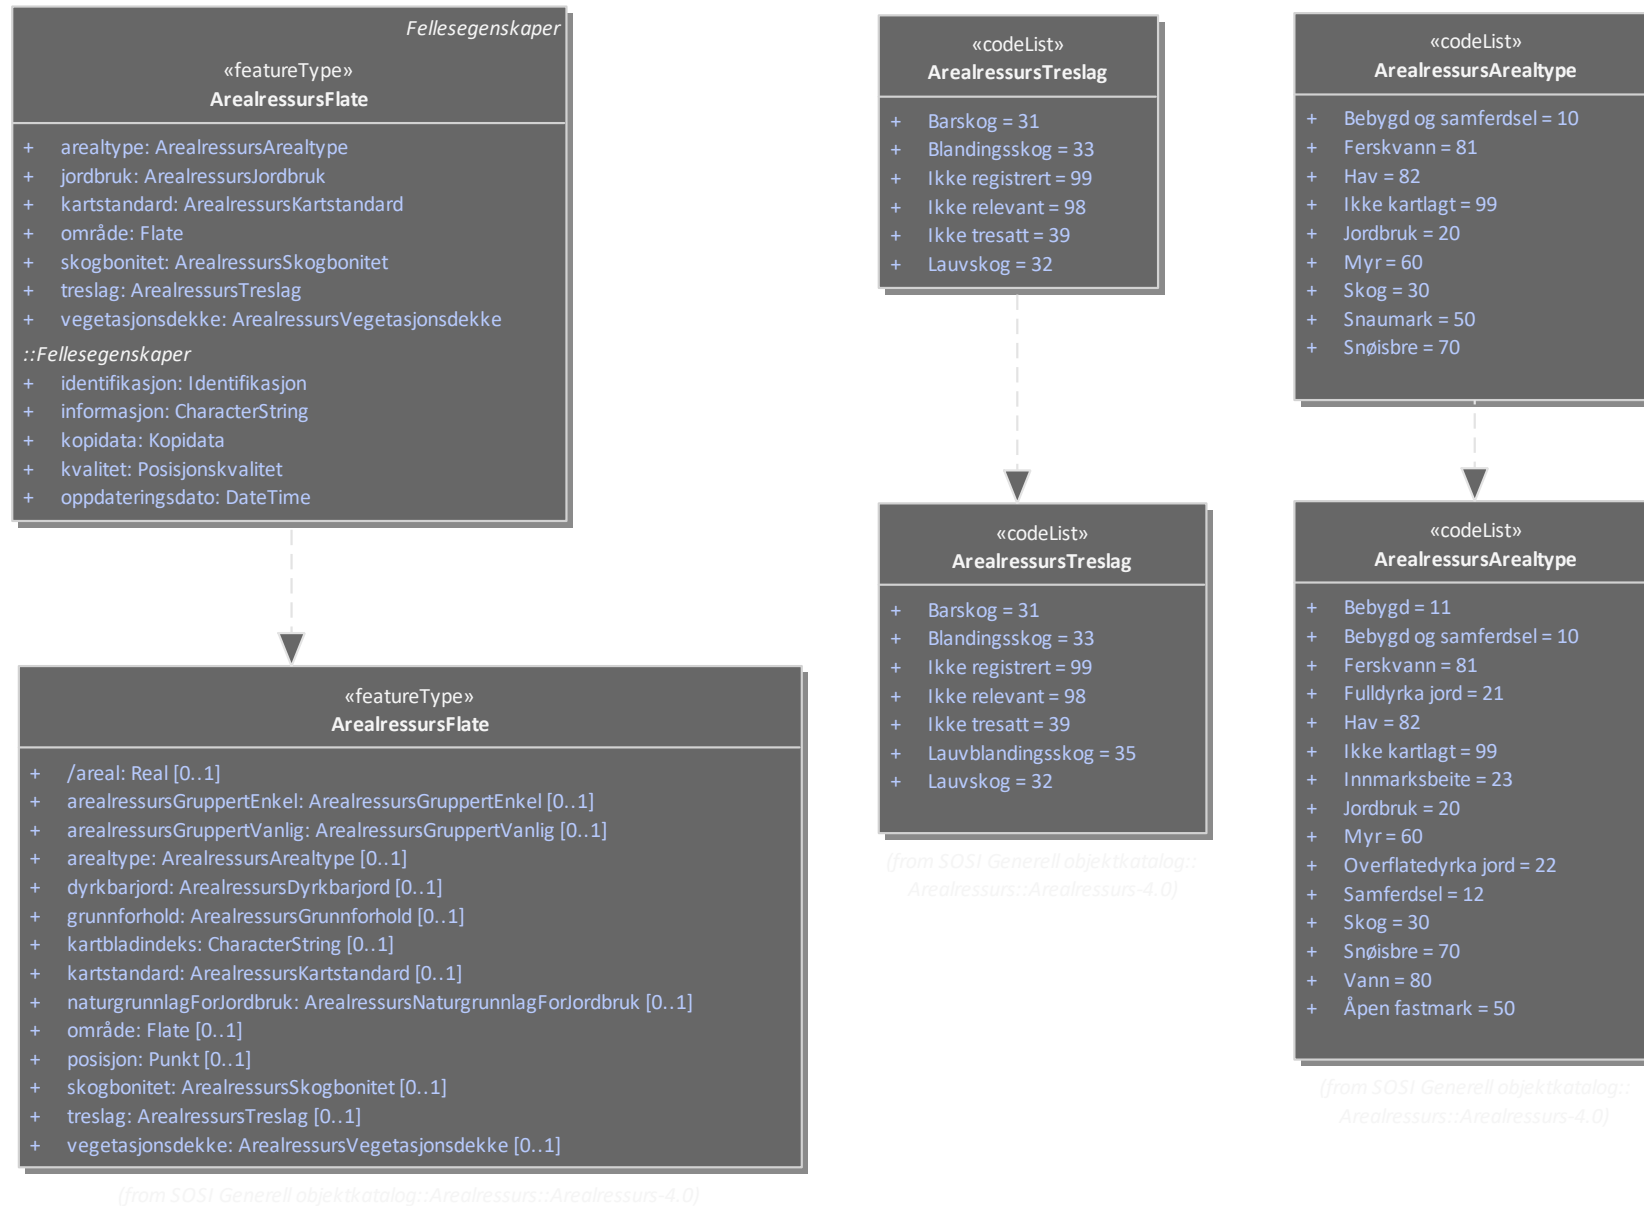 Fellesegenskaper
«featureType»
ArealressursFlate
+ arealtype: ArealressursArealtype
+ jordbruk: ArealressursJordbruk
+ kartstandard: ArealressursKartstandard
+ område: Flate
+ skogbonitet: ArealressursSkogbonitet
+ treslag: ArealressursTreslag
+ vegetasjonsdekke: ArealressursVegetasjonsdekke
::Fellesegenskaper
+ identifikasjon: Identifikasjon
+ informasjon: CharacterString
+ kopidata: Kopidata
+ kvalitet: Posisjonskvalitet
+ oppdateringsdato: DateTime
«featureType»
ArealressursFlate
+ /areal: Real [0..1]
+ arealressursGruppertEnkel: ArealressursGruppertEnkel [0..1]
+ arealressursGruppertVanlig: ArealressursGruppertVanlig [0..1]
+ arealtype: ArealressursArealtype [0..1]
+ dyrkbarjord: ArealressursDyrkbarjord [0..1]
+ grunnforhold: ArealressursGrunnforhold [0..1]
+ kartbladindeks: CharacterString [0..1]
+ kartstandard: ArealressursKartstandard [0..1]
+ naturgrunnlagForJordbruk: ArealressursNaturgrunnlagForJordbruk [0..1]
+ område: Flate [0..1]
+ posisjon: Punkt [0..1]
+ skogbonitet: ArealressursSkogbonitet [0..1]
+ treslag: ArealressursTreslag [0..1]
+ vegetasjonsdekke: ArealressursVegetasjonsdekke [0..1]
(from SOSI Generell objektkatalog::Arealressurs::Arealressurs-4.0)
«codeList»
ArealressursTreslag
+ Barskog = 31
+ Blandingsskog = 33
+ Ikke registrert = 99
+ Ikke relevant = 98
+ Ikke tresatt = 39
+ Lauvskog = 32
«codeList»
ArealressursTreslag
+ Barskog = 31
+ Blandingsskog = 33
+ Ikke registrert = 99
+ Ikke relevant = 98
+ Ikke tresatt = 39
+ Lauvblandingsskog = 35
+ Lauvskog = 32
(from SOSI Generell objektkatalog::
Arealressurs::Arealressurs-4.0)
«codeList»
ArealressursArealtype
+ Bebygd og samferdsel = 10
+ Ferskvann = 81
+ Hav = 82
+ Ikke kartlagt = 99
+ Jordbruk = 20
+ Myr = 60
+ Skog = 30
+ Snaumark = 50
+ Snøisbre = 70
«codeList»
ArealressursArealtype
+ Bebygd = 11
+ Bebygd og samferdsel = 10
+ Ferskvann = 81
+ Fulldyrka jord = 21
+ Hav = 82
+ Ikke kartlagt = 99
+ Innmarksbeite = 23
+ Jordbruk = 20
+ Myr = 60
+ Overflatedyrka jord = 22
+ Samferdsel = 12
+ Skog = 30
+ Snøisbre = 70
+ Vann = 80
+ Åpen fastmark = 50
(from SOSI Generell objektkatalog::
Arealressurs::Arealressurs-4.0)